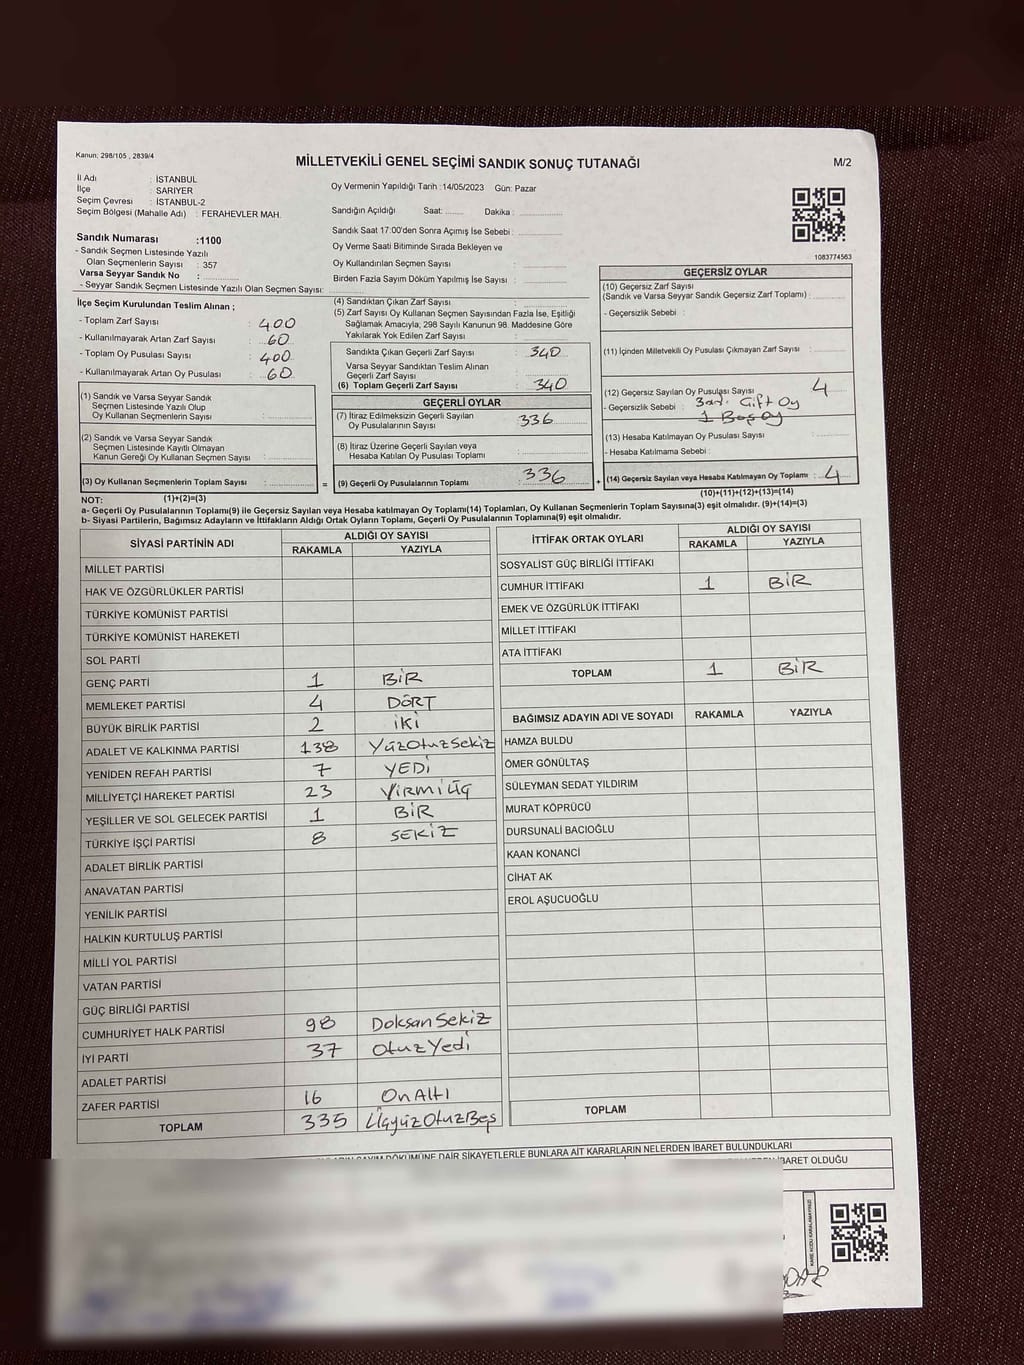 Kanun: 298/105 , 2839/4
MİLLETVEKİLİ GENEL SEÇİMİ SANDIK SONUÇ TUTANAĞI
M/2
İl Adı : İSTANBUL
İlçe : SARIYER
Seçim Çevresi : İSTANBUL-2
Seçim Bölgesi (Mahalle Adı) : FERAHEVLER MAH.
Sandık Numarası :1100
- Sandık Seçmen Listesinde Yazılı
Olan Seçmenlerin Sayısı : 357
Varsa Seyyar Sandık No :
- Seyyar Sandık Seçmen Listesinde Yazılı Olan Seçmen Sayısı:
Oy Vermenin Yapıldığı Tarih :14/05/2023 Gün: Pazar
Sandığın Açıldığı Saat: ........ Dakika : ..............
Sandık Saat 17:00'den Sonra Açımış İse Sebebi : ..............
Oy Verme Saati Bitiminde Sırada Bekleyen ve
Oy Kullandırılan Seçmen Sayısı : ..............
Birden Fazla Sayım Döküm Yapılmış İse Sayısı : ..............
1083774563
İlçe Seçim Kurulundan Teslim Alınan ;
- Toplam Zarf Sayısı : 400
- Kullanılmayarak Artan Zarf Sayısı : 60
- Toplam Oy Pusulası Sayısı : 400
- Kullanılmayarak Artan Oy Pusulası : 60
(1) Sandık ve Varsa Seyyar Sandık
Seçmen Listesinde Yazılı Olup
Oy Kullanan Seçmenlerin Sayısı : ..............
(2) Sandık ve Varsa Seyyar Sandık
Seçmen Listesinde Kayıtlı Olmayan
Kanun Gereği Oy Kullanan Seçmen Sayısı : ..............
(3) Oy Kullanan Seçmenlerin Toplam Sayısı : ..............
=
(4) Sandıktan Çıkan Zarf Sayısı : ..............
(5) Zarf Sayısı Oy Kullanan Seçmen Sayısından Fazla İse, Eşitliği
Sağlamak Amacıyla, 298 Sayılı Kanunun 98. Maddesine Göre
Yakılarak Yok Edilen Zarf Sayısı : ..............
Sandıkta Çıkan Geçerli Zarf Sayısı : 340
Varsa Seyyar Sandıktan Teslim Alınan
Geçerli Zarf Sayısı : ..............
(6) Toplam Geçerli Zarf Sayısı : 340
GEÇERLİ OYLAR
(7) İtiraz Edilmeksizin Geçerli Sayılan
Oy Pusulalarının Sayısı : 336
(8) İtiraz Üzerine Geçerli Sayılan veya
Hesaba Katılan Oy Pusulası Toplamı : ..............
(9) Geçerli Oy Pusulalarının Toplamı : 336
+
GEÇERSİZ OYLAR
(10) Geçersiz Zarf Sayısı
(Sandık ve Varsa Seyyar Sandık Geçersiz Zarf Toplamı) : ..............
- Geçersizlik Sebebi :
(11) İçinden Milletvekili Oy Pusulası Çıkmayan Zarf Sayısı : ..............
(12) Geçersiz Sayılan Oy Pusulası Sayısı : 4
- Geçersizlik Sebebi : 3ad. Çift Oy
1 Boş oy
(13) Hesaba Katılmayan Oy Pusulası Sayısı : ..............
- Hesaba Katılmama Sebebi :
(14) Geçersiz Sayılan veya Hesaba Katılmayan Oy Toplamı : 4
NOT: (1)+(2)=(3) (10)+(11)+(12)+(13)=(14)
a- Geçerli Oy Pusulalarının Toplamı(9) ile Geçersiz Sayılan veya Hesaba katılmayan Oy Toplamı(14) Toplamları, Oy Kullanan Seçmenlerin Toplam Sayısına(3) eşit olmalıdır. (9)+(14)=(3)
b- Siyasi Partilerin, Bağımsız Adayların ve İttifakların Aldığı Ortak Oyların Toplamı, Geçerli Oy Pusulalarının Toplamına(9) eşit olmalıdır.
SİYASİ PARTİNİN ADI ALDIĞI OY SAYISI
RAKAMLA YAZIYLA
MİLLET PARTİSİ
HAK VE ÖZGÜRLÜKLER PARTİSİ
TÜRKİYE KOMÜNİST PARTİSİ
TÜRKİYE KOMÜNİST HAREKETİ
SOL PARTİ
GENÇ PARTİ 1 BİR
MEMLEKET PARTİSİ 4 DÖRT
BÜYÜK BİRLİK PARTİSİ 2 iKi
ADALET VE KALKINMA PARTİSİ 138 YüzOtuzSekiz
YENİDEN REFAH PARTİSİ 7 YEDİ
MİLLİYETÇİ HAREKET PARTİSİ 23 YİRMİÜÇ
YEŞİLLER VE SOL GELECEK PARTİSİ 1 BİR
TÜRKİYE İŞÇİ PARTİSİ 8 SEKİZ
ADALET BİRLİK PARTİSİ
ANAVATAN PARTİSİ
YENİLİK PARTİSİ
HALKIN KURTULUŞ PARTİSİ
MİLLİ YOL PARTİSİ
VATAN PARTİSİ
GÜÇ BİRLİĞİ PARTİSİ
CUMHURİYET HALK PARTİSİ 98 Doksan Sekiz
İYİ PARTİ 37 Otuz Yedi
ADALET PARTİSİ
ZAFER PARTİSİ 16 On Altı
TOPLAM 335 ÜçyüzOtuzBeş
İTTİFAK ORTAK OYLARI ALDIĞI OY SAYISI
RAKAMLA YAZIYLA
SOSYALİST GÜÇ BİRLİĞİ İTTİFAKI
CUMHUR İTTİFAKI 1 BİR
EMEK VE ÖZGÜRLÜK İTTİFAKI
MİLLET İTTİFAKI
ATA İTTİFAKI
TOPLAM 1 BİR
BAĞIMSIZ ADAYIN ADI VE SOYADI RAKAMLA YAZIYLA
HAMZA BULDU
ÖMER GÖNÜLTAŞ
SÜLEYMAN SEDAT YILDIRIM
MURAT KÖPRÜCÜ
DURSUNALİ BACIOĞLU
KAAN KONANCİ
CİHAT AK
EROL AŞUCUOĞLU
TOPLAM
DÖKÜMÜNE DAİR ŞİKAYETLERLE BUNLARA AİT KARARLARIN NELERDEN İBARET BULUNDUKLARI
İBARET OLDUĞU
KARE KODU KARALAMAYINIZ